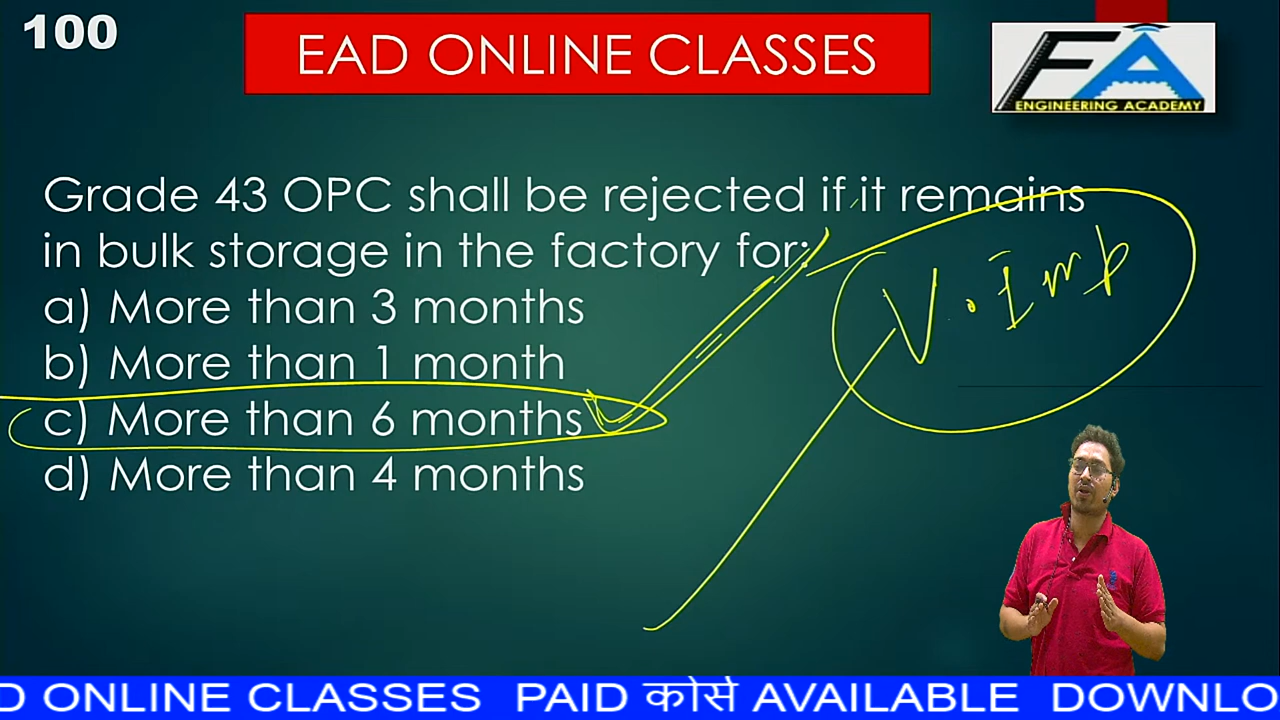 100
EAD ONLINE CLASSES
EA
ENGINEERING ACADEMY
Grade 43 OPC shall be rejected if it remains
in bulk storage in the factory for:
a) More than 3 months
b) More than 1 month
c) More than 6 months
d) More than 4 months
V. Imp
D ONLINE CLASSES PAID कोर्स AVAILABLE DOWNLO